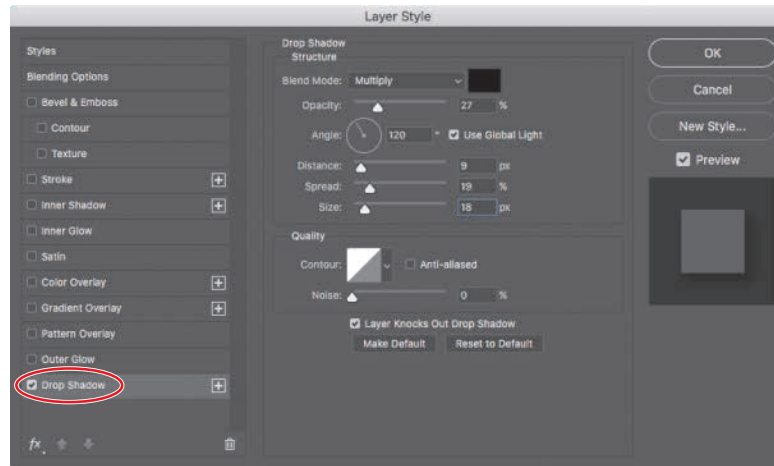 Layer Style
Styles
Blending Options
Bevel & Emboss
Contour
Texture
Stroke
Inner Shadow
Inner Glow
Satin
Color Overlay
Gradient Overlay
Pattern Overlay
Outer Glow
Drop Shadow
fx
Drop Shadow
Structure
Blend Mode: Multiply
Opacity: 27 %
Angle: 120 ° Use Global Light
Distance: 9 px
Spread: 19 %
Size: 18 px
Quality
Contour: Anti-aliased
Noise: 0 %
Layer Knocks Out Drop Shadow
Make Default Reset to Default
OK
Cancel
New Style...
Preview